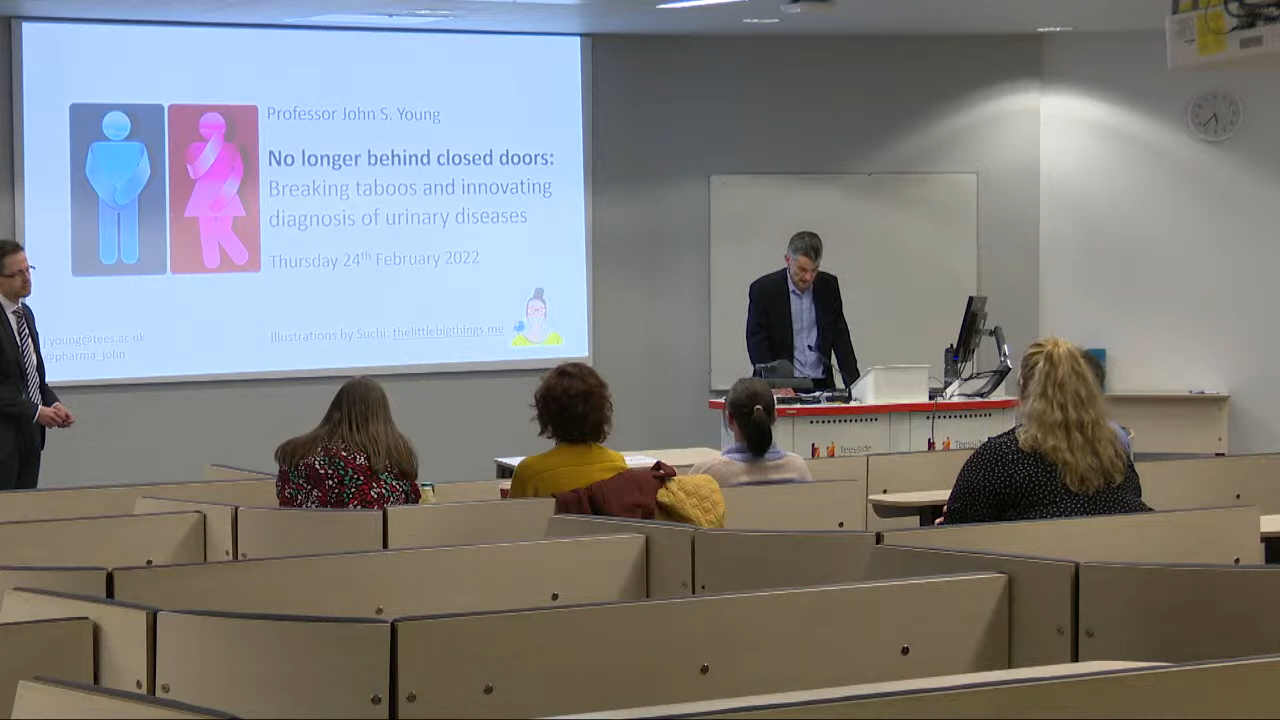 Professor John S. Young
No longer behind closed doors:
Breaking taboos and innovating
diagnosis of urinary diseases
Thursday 24th February 2022
Illustrations by Suchi: thelittlebigthings.me
j.young@tees.ac.uk
@pharma_john
Teesside
Teesside